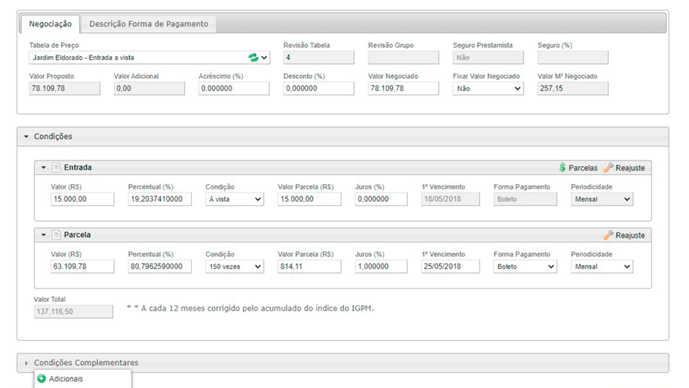 Negociação Descrição Forma de Pagamento
Tabela de Preço Revisão Tabela Revisão Grupo Seguro Prestamista Seguro (%)
Jardim Eldorado - Entrada a vista 4 Não
Valor Proposto Valor Adicional Acréscimo (%) Desconto (%) Valor Negociado Fixar Valor Negociado Valor M² Negociado
78.109,78 0,00 0,000000 0,000000 78.109,78 Não 257,15
Condições
Entrada Parcelas Reajuste
Valor (R$) Percentual (%) Condição Valor Parcela (R$) Juros (%) 1º Vencimento Forma Pagamento Periodicidade
15.000,00 19,2037410000 A vista 15.000,00 0,000000 18/05/2018 Boleto Mensal
Parcela Reajuste
Valor (R$) Percentual (%) Condição Valor Parcela (R$) Juros (%) 1º Vencimento Forma Pagamento Periodicidade
63.109,78 80,7962590000 150 vezes 814,11 1,000000 25/05/2018 Boleto Mensal
Valor Total
137.116,50 * * A cada 12 meses corrigido pelo acumulado do índice do IGPM.
Condições Complementares
Adicionais